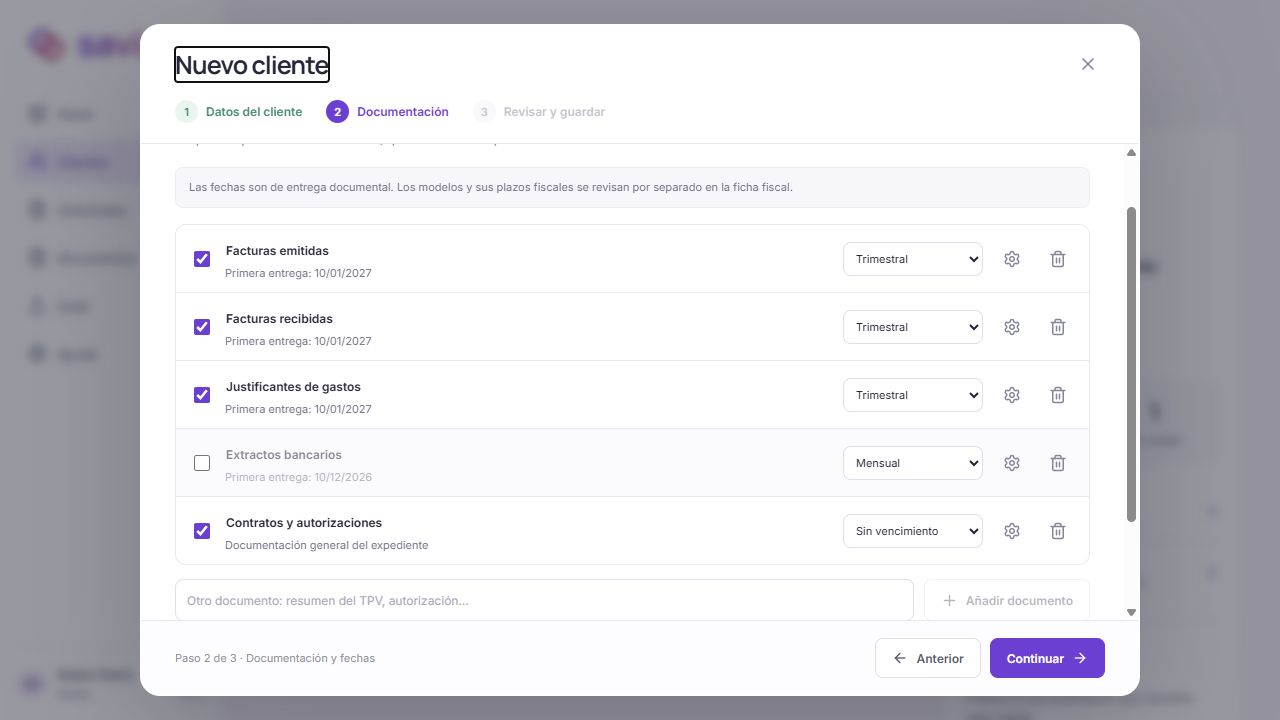 Nuevo cliente
1 Datos del cliente
2 Documentación
3 Revisar y guardar
Las fechas son de entrega documental. Los modelos y sus plazos fiscales se revisan por separado en la ficha fiscal.
Facturas emitidas
Primera entrega: 10/01/2027
Trimestral
Facturas recibidas
Primera entrega: 10/01/2027
Trimestral
Justificantes de gastos
Primera entrega: 10/01/2027
Trimestral
Extractos bancarios
Primera entrega: 10/12/2026
Mensual
Contratos y autorizaciones
Documentación general del expediente
Sin vencimiento
Otro documento: resumen del TPV, autorización...
Añadir documento
Paso 2 de 3 · Documentación y fechas
Anterior
Continuar